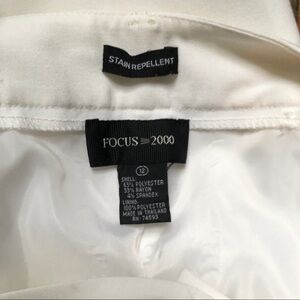 STAIN REPELLENT
FOCUS 2000
12
SHELL:
63% POLYESTER
33% RAYON
4% SPANDEX
LINING:
100% POLYESTER
MADE IN THAILAND
RN 74693